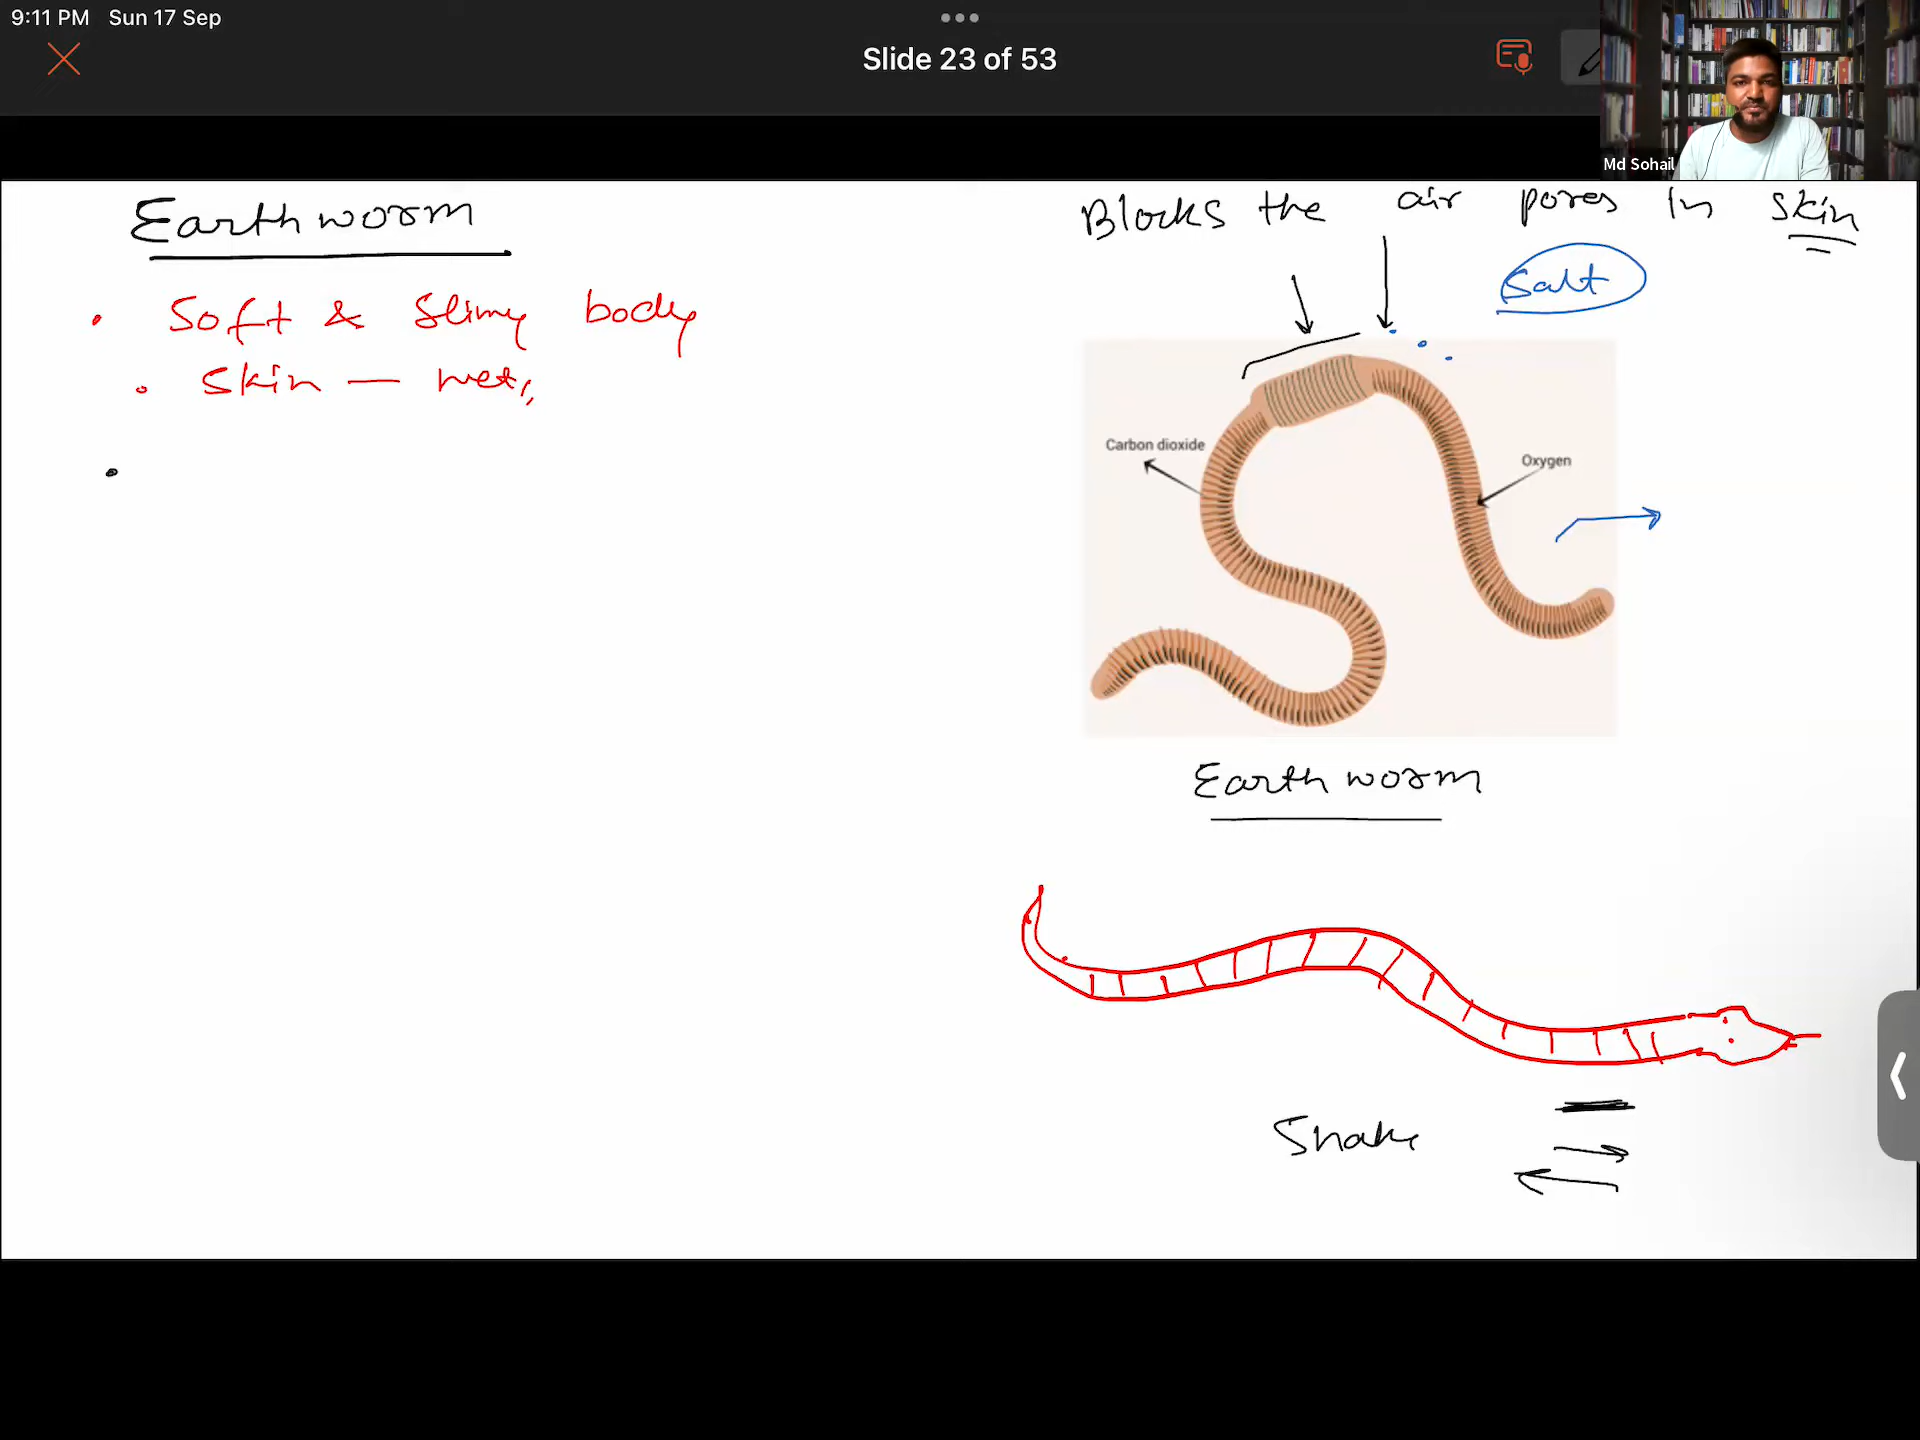 9:11 PM Sun 17 Sep
Slide 23 of 53
Md Sohail
Earthworm
Blocks the air pores in skin
Salt
• Soft & Slimy body
• Skin — wet,
Carbon dioxide
Oxygen
Earthworm
Snake